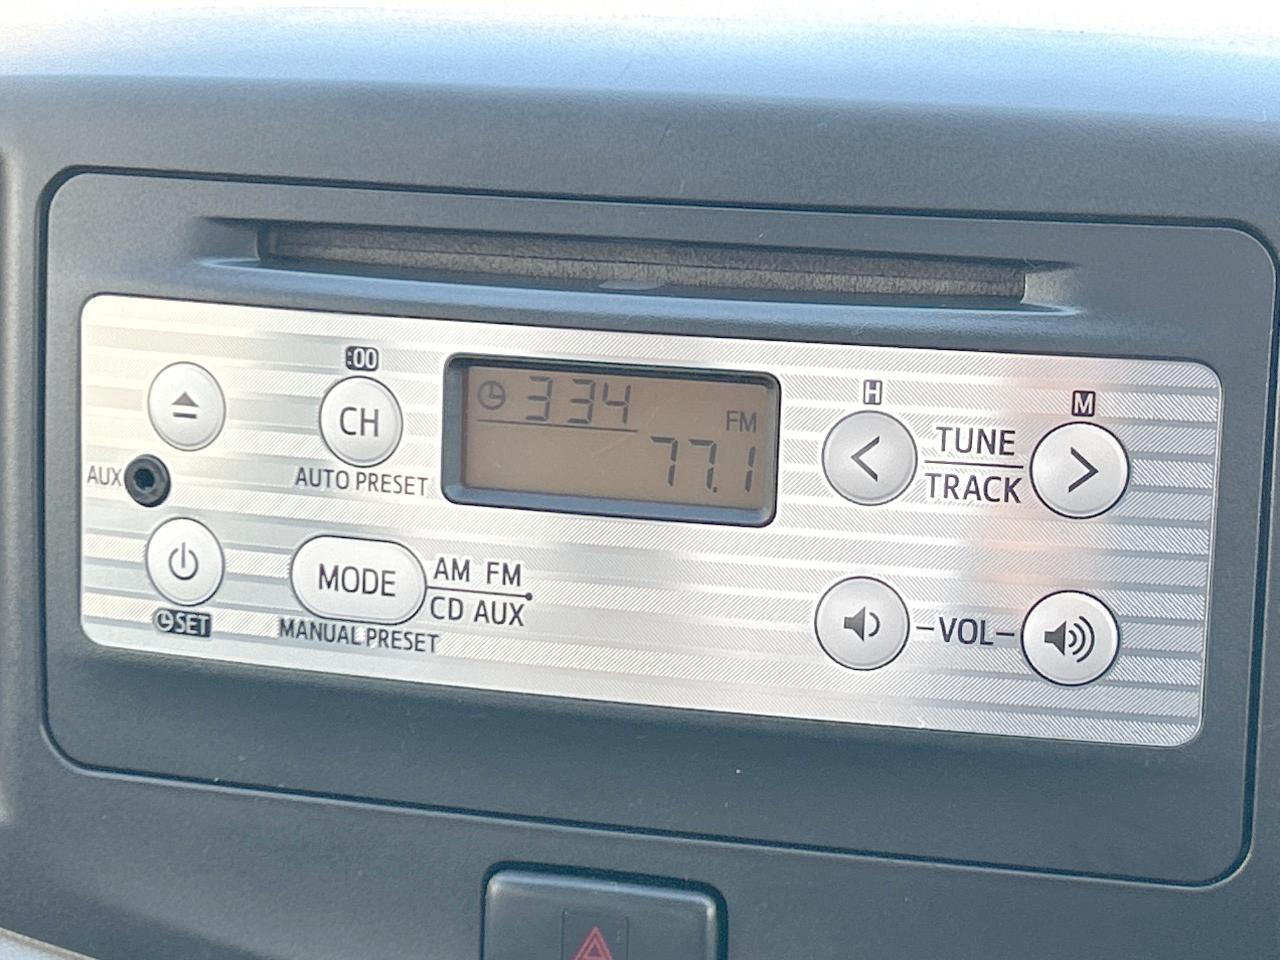 :00
CH
AUTO PRESET
AUX
3 34
FM
77.1
H
M
TUNE
TRACK
SET
MODE
AM FM
CD AUX
MANUAL PRESET
VOL